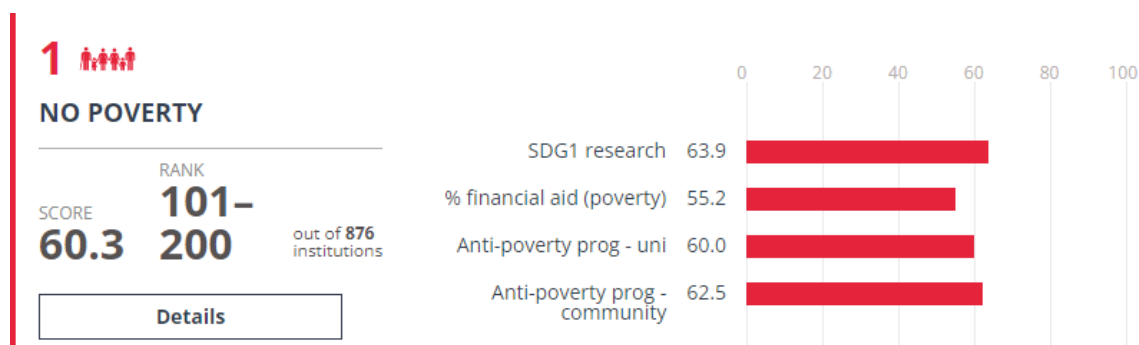 1
NO POVERTY
SCORE
60.3
RANK
101–
200
out of 876
institutions
Details
0 20 40 60 80 100
SDG1 research 63.9
% financial aid (poverty) 55.2
Anti-poverty prog - uni 60.0
Anti-poverty prog - 62.5
community